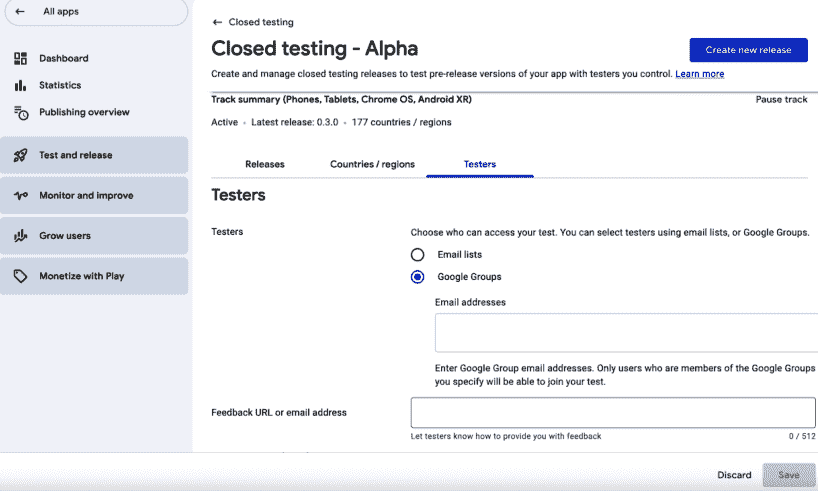 All apps
Dashboard
Statistics
Publishing overview
Test and release
Monitor and improve
Grow users
Monetize with Play
Closed testing
Closed testing - Alpha
Create new release
Create and manage closed testing releases to test pre-release versions of your app with testers you control. Learn more
Track summary (Phones, Tablets, Chrome OS, Android XR)
Pause track
Active • Latest release: 0.3.0 • 177 countries / regions
Releases
Countries / regions
Testers
Testers
Testers
Choose who can access your test. You can select testers using email lists, or Google Groups.
Email lists
Google Groups
Email addresses
Enter Google Group email addresses. Only users who are members of the Google Groups
you specify will be able to join your test.
Feedback URL or email address
Let testers know how to provide you with feedback
0 / 512
Discard
Save